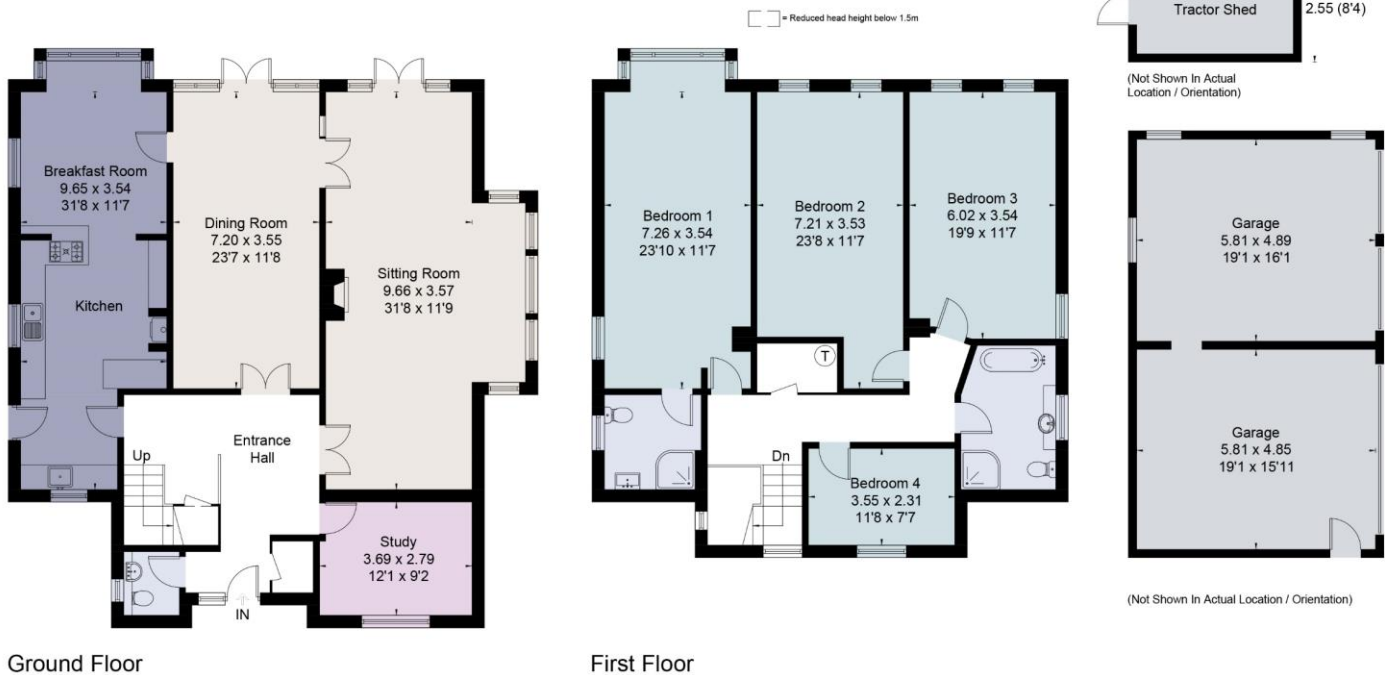 = Reduced head height below 1.5m
Tractor Shed
2.55 (8'4)
(Not Shown In Actual
Location / Orientation)
Breakfast Room
9.65 x 3.54
31'8 x 11'7
Dining Room
7.20 x 3.55
23'7 x 11'8
Sitting Room
9.66 x 3.57
31'8 x 11'9
Kitchen
Entrance
Hall
Up
Study
3.69 x 2.79
12'1 x 9'2
IN
Ground Floor
Bedroom 1
7.26 x 3.54
23'10 x 11'7
Bedroom 2
7.21 x 3.53
23'8 x 11'7
Bedroom 3
6.02 x 3.54
19'9 x 11'7
T
Dn
Bedroom 4
3.55 x 2.31
11'8 x 7'7
First Floor
Garage
5.81 x 4.89
19'1 x 16'1
Garage
5.81 x 4.85
19'1 x 15'11
(Not Shown In Actual Location / Orientation)